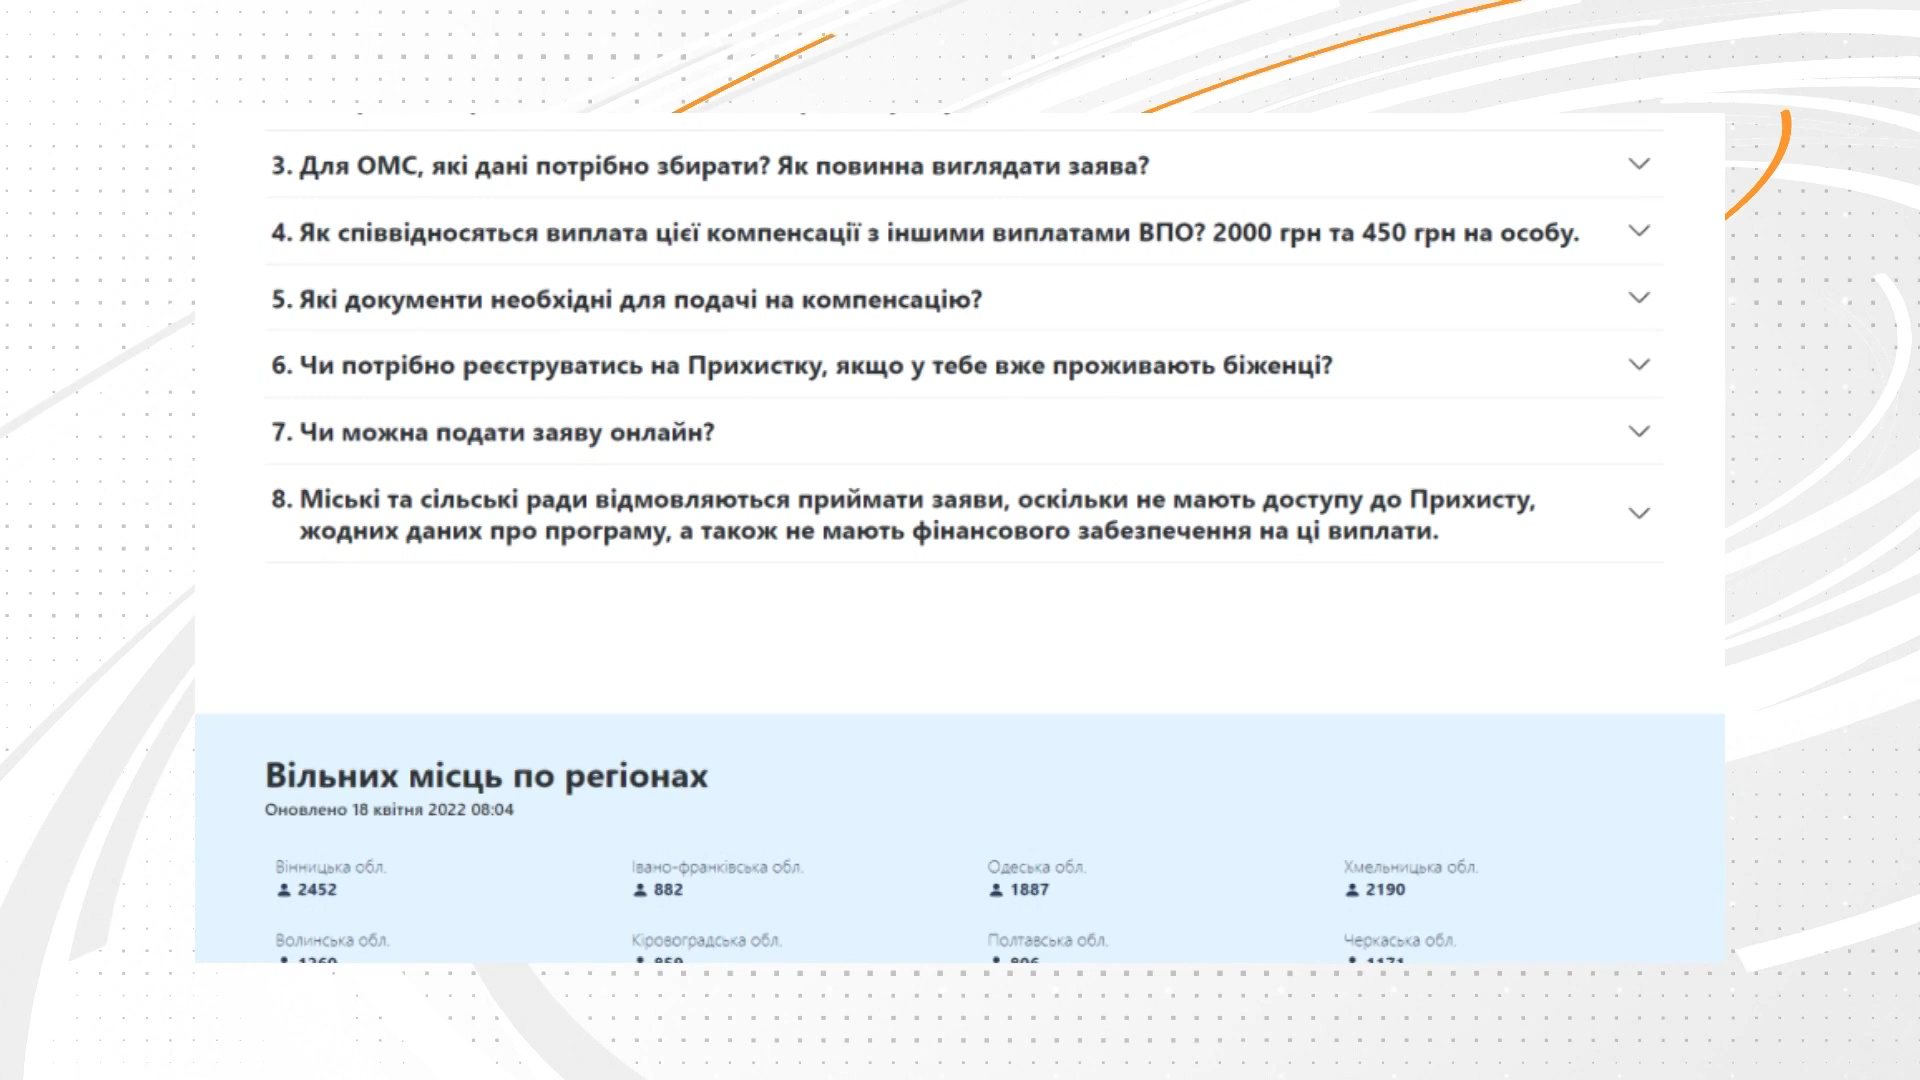 3. Для ОМС, які дані потрібно збирати? Як повинна виглядати заява?
4. Як співвідносяться виплата цієї компенсації з іншими виплатами ВПО? 2000 грн та 450 грн на особу.
5. Які документи необхідні для подачі на компенсацію?
6. Чи потрібно реєструватись на Прихистку, якщо у тебе вже проживають біженці?
7. Чи можна подати заяву онлайн?
8. Міські та сільські ради відмовляються приймати заяви, оскільки не мають доступу до Прихисту,
жодних даних про програму, а також не мають фінансового забезпечення на ці виплати.
Вільних місць по регіонах
Оновлено 18 квітня 2022 08:04
Вінницька обл. Івано-франківська обл. Одеська обл. Хмельницька обл.
2452 882 1887 2190
Волинська обл. Кіровоградська обл. Полтавська обл. Черкаська обл.